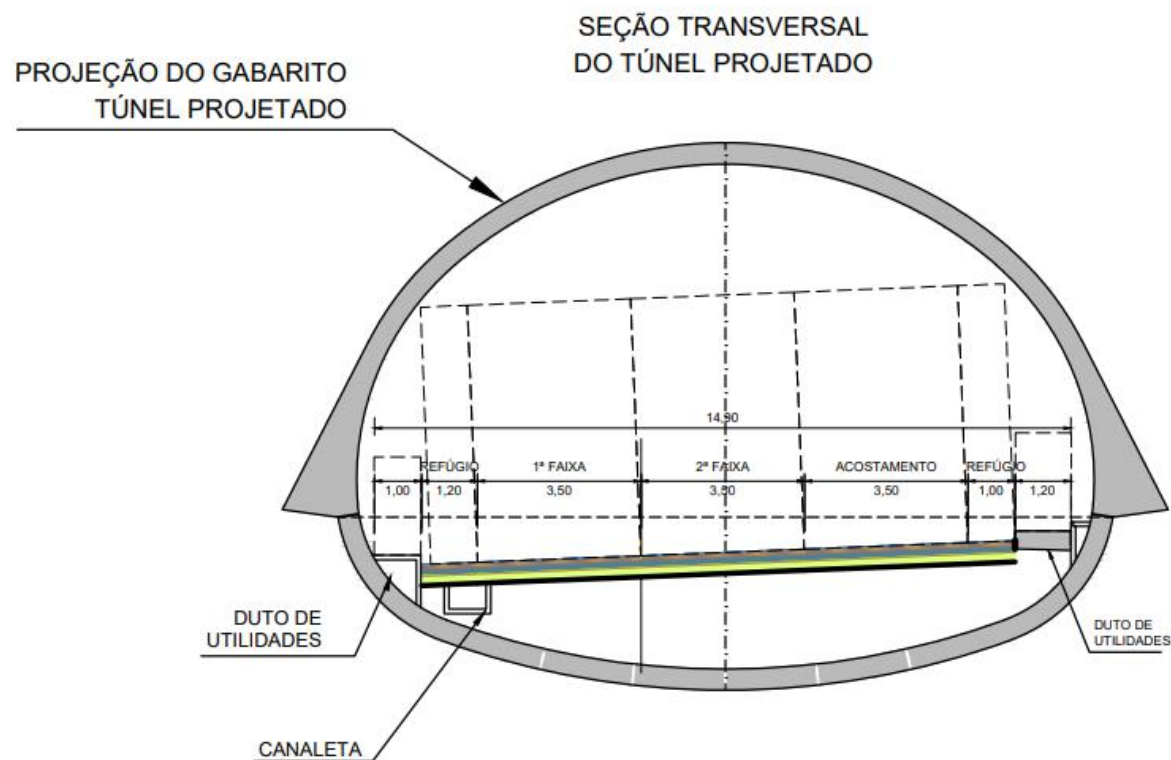 SEÇÃO TRANSVERSAL
DO TÚNEL PROJETADO
PROJEÇÃO DO GABARITO
TÚNEL PROJETADO
14,90
REFÚGIO
1ª FAIXA
2ª FAIXA
ACOSTAMENTO
REFÚGIO
1,00
1,20
3,50
3,50
3,50
1,00
1,20
DUTO DE
UTILIDADES
DUTO DE
UTILIDADES
CANALETA